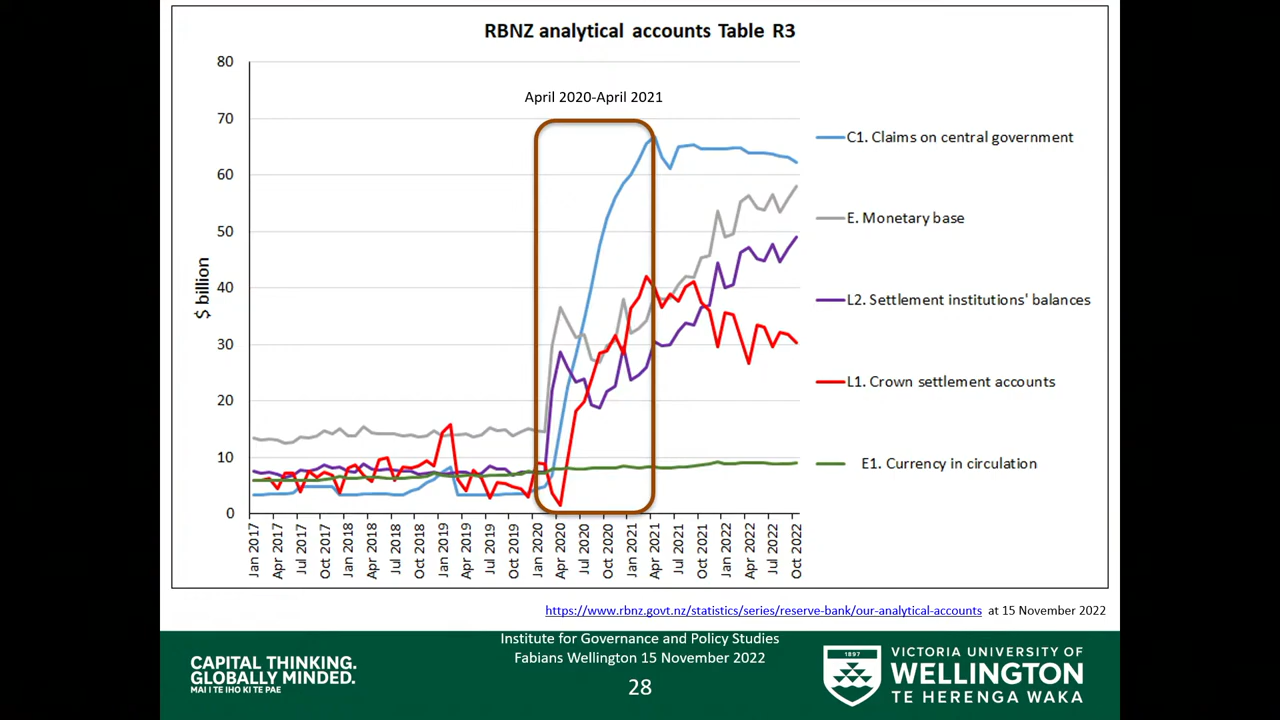 RBNZ analytical accounts Table R3
April 2020-April 2021
$ billion
80
70
60
50
40
30
20
10
0
Jan 2017
Apr 2017
Jul 2017
Oct 2017
Jan 2018
Apr 2018
Jul 2018
Oct 2018
Jan 2019
Apr 2019
Jul 2019
Oct 2019
Jan 2020
Apr 2020
Jul 2020
Oct 2020
Jan 2021
Apr 2021
Jul 2021
Oct 2021
Jan 2022
Apr 2022
Jul 2022
Oct 2022
C1. Claims on central government
E. Monetary base
L2. Settlement institutions' balances
L1. Crown settlement accounts
E1. Currency in circulation
https://www.rbnz.govt.nz/statistics/series/reserve-bank/our-analytical-accounts at 15 November 2022
Institute for Governance and Policy Studies
Fabians Wellington 15 November 2022
28
CAPITAL THINKING.
GLOBALLY MINDED.
MAI I TE IHO KI TE PAE
1897
VICTORIA UNIVERSITY OF
WELLINGTON
TE HERENGA WAKA